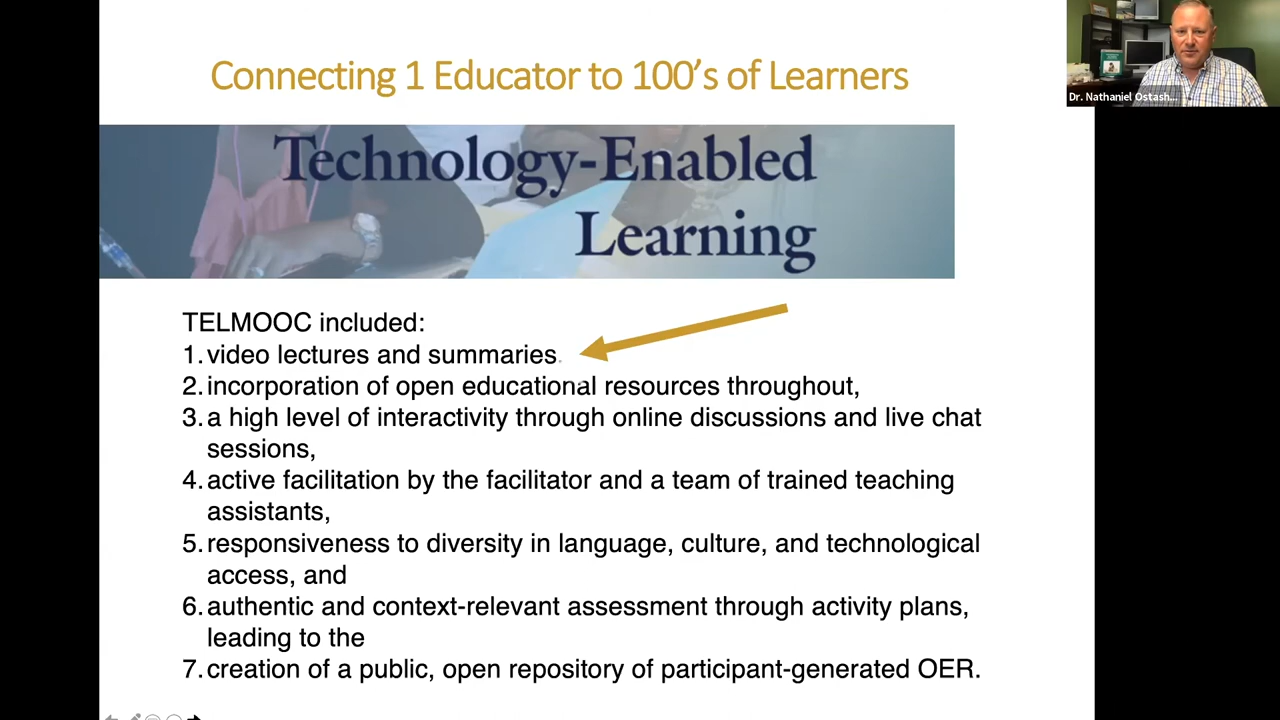 Connecting 1 Educator to 100's of Learners
Dr. Nathaniel Ostash...
Technology-Enabled
Learning
TELMOOC included:
1. video lectures and summaries.
2. incorporation of open educational resources throughout,
3. a high level of interactivity through online discussions and live chat
sessions,
4. active facilitation by the facilitator and a team of trained teaching
assistants,
5. responsiveness to diversity in language, culture, and technological
access, and
6. authentic and context-relevant assessment through activity plans,
leading to the
7. creation of a public, open repository of participant-generated OER.